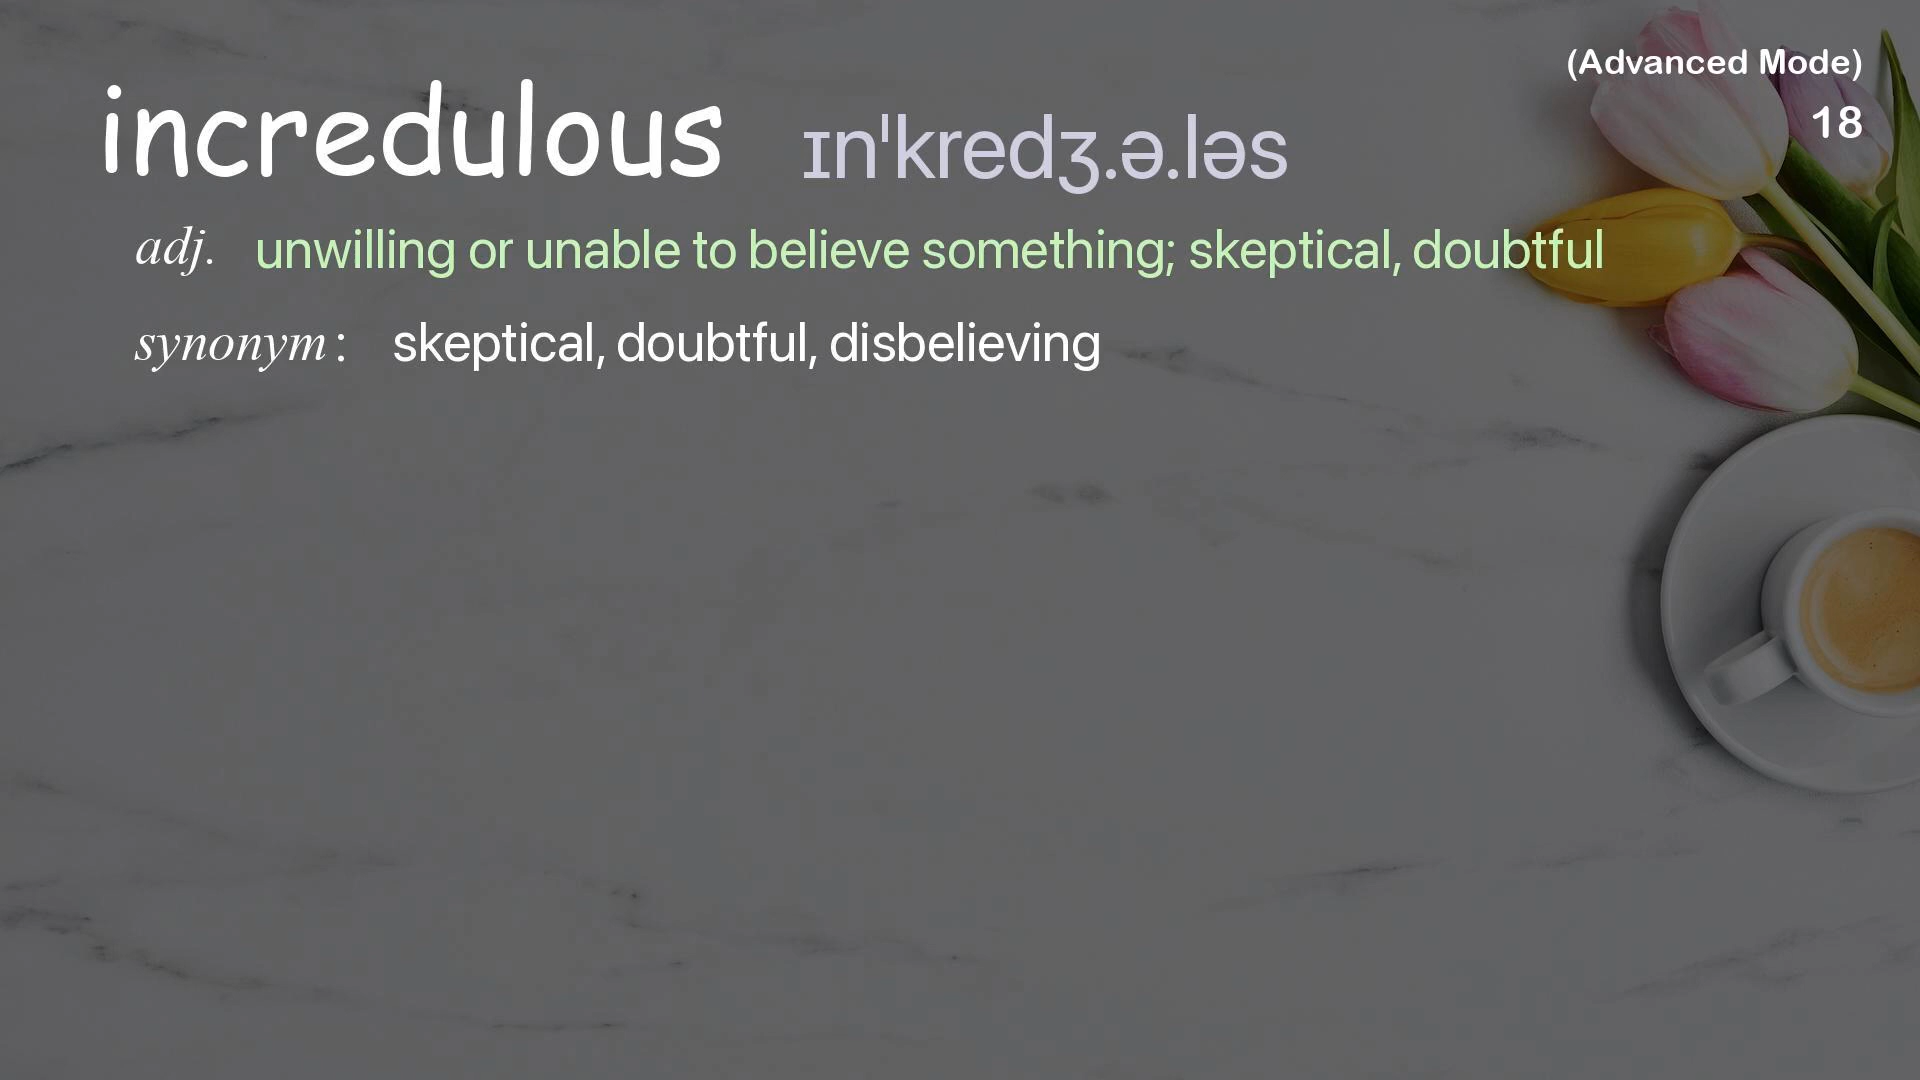 (Advanced Mode)
18
incredulous ɪnˈkredʒ.ə.ləs
adj. unwilling or unable to believe something; skeptical, doubtful
synonym : skeptical, doubtful, disbelieving